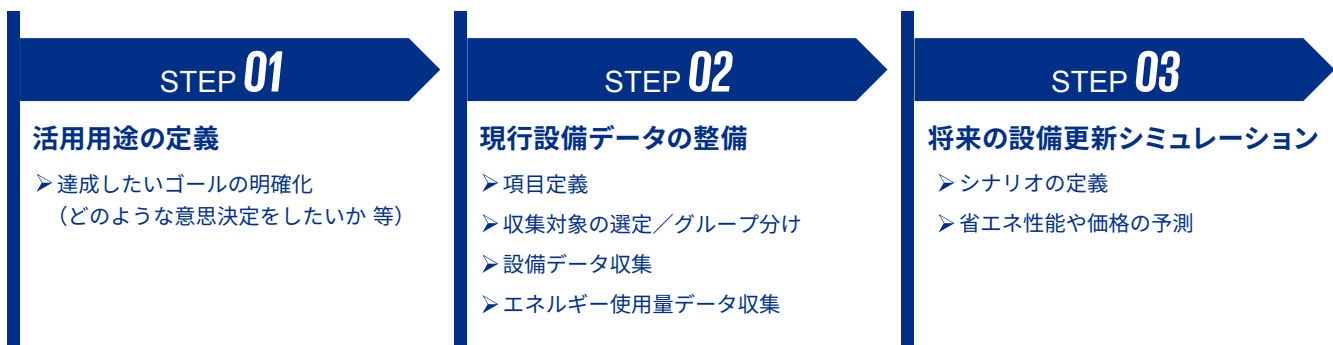 STEP 01
活用用途の定義
➢達成したいゴールの明確化
（どのような意思決定をしたいか 等）
STEP 02
現行設備データの整備
➢項目定義
➢収集対象の選定／グループ分け
➢設備データ収集
➢エネルギー使用量データ収集
STEP 03
将来の設備更新シミュレーション
➢シナリオの定義
➢省エネ性能や価格の予測